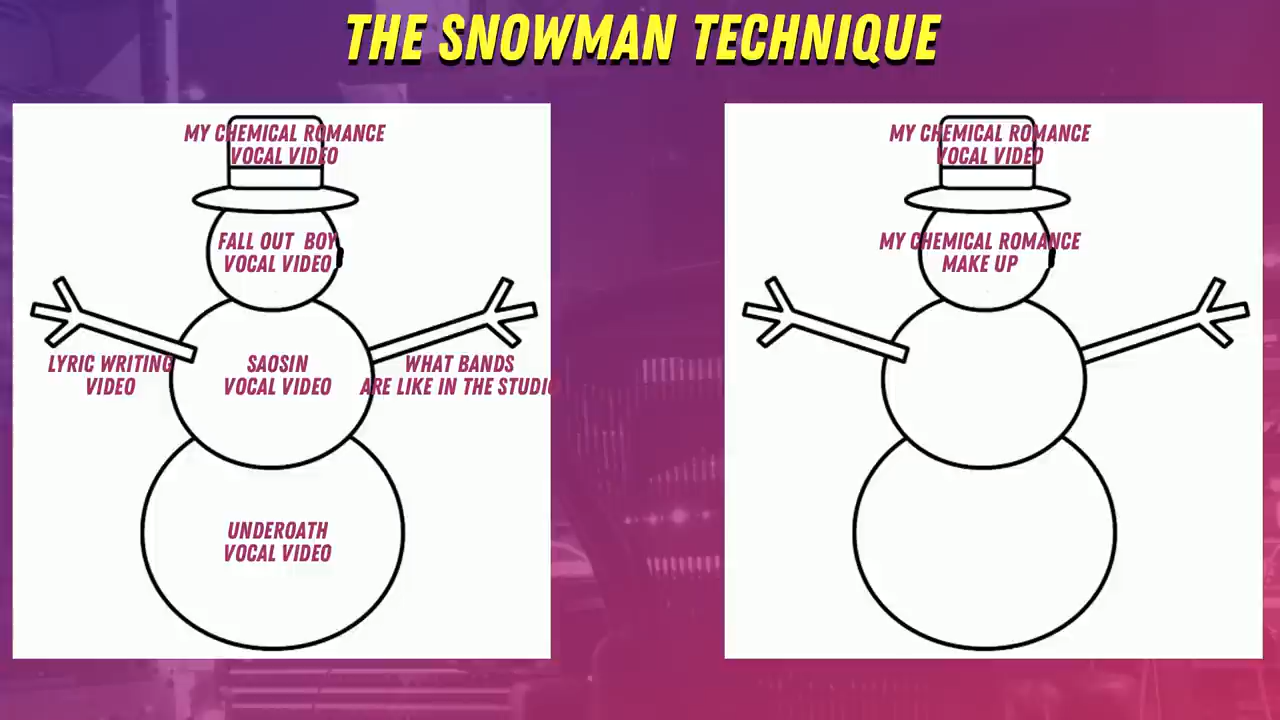 THE SNOWMAN TECHNIQUE
MY CHEMICAL ROMANCE
VOCAL VIDEO
FALL OUT BOY
VOCAL VIDEO
LYRIC WRITING
VIDEO
SAOSIN
VOCAL VIDEO
WHAT BANDS
ARE LIKE IN THE STUDIO
UNDEROATH
VOCAL VIDEO
MY CHEMICAL ROMANCE
VOCAL VIDEO
MY CHEMICAL ROMANCE
MAKE UP